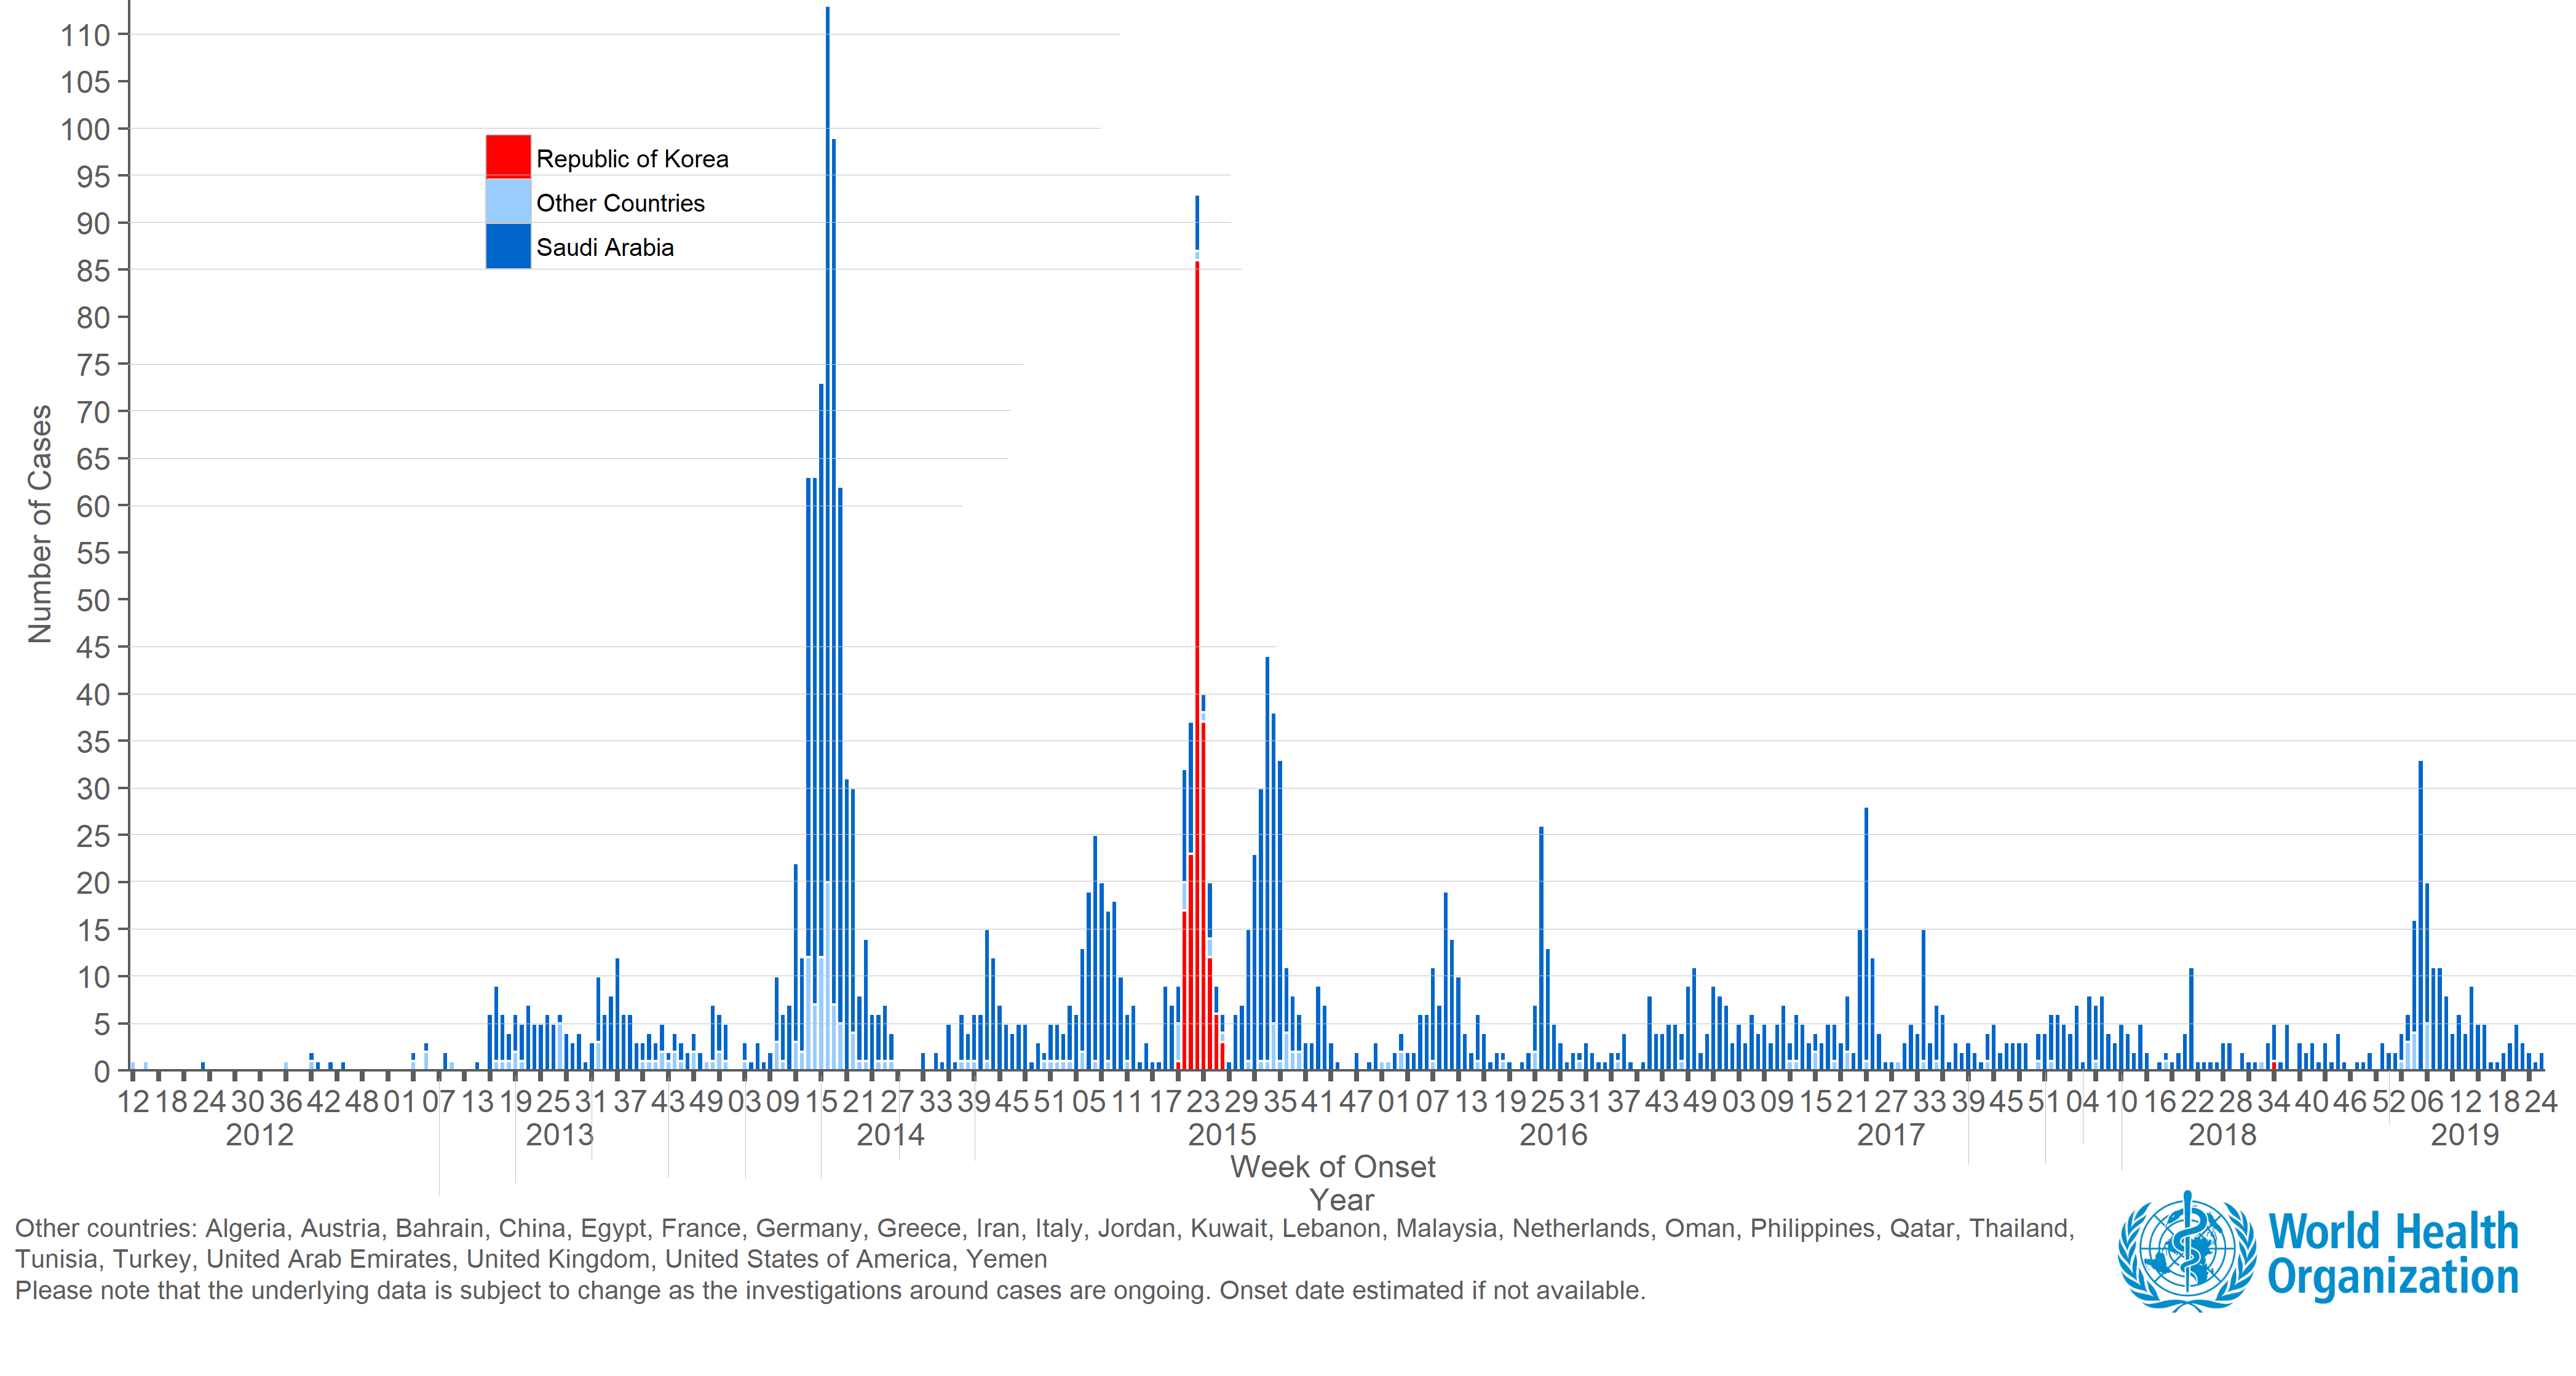 110
105
100
95
90
85
80
75
70
65
60
55
50
45
40
35
30
25
20
15
10
5
0
Number of Cases
Republic of Korea
Other Countries
Saudi Arabia
12 18 24 30 36 42 48 01 07 13 19 25 31 37 43 49 03 09 15 21 27 33 39 45 51 05 11 17 23 29 35 41 47 01 07 13 19 25 31 37 43 49 03 09 15 21 27 33 39 45 51 04 10 16 22 28 34 40 46 52 06 12 18 24
2012 2013 2014 2015 2016 2017 2018 2019
Week of Onset
Year
Other countries: Algeria, Austria, Bahrain, China, Egypt, France, Germany, Greece, Iran, Italy, Jordan, Kuwait, Lebanon, Malaysia, Netherlands, Oman, Philippines, Qatar, Thailand,
Tunisia, Turkey, United Arab Emirates, United Kingdom, United States of America, Yemen
Please note that the underlying data is subject to change as the investigations around cases are ongoing. Onset date estimated if not available.
World Health
Organization